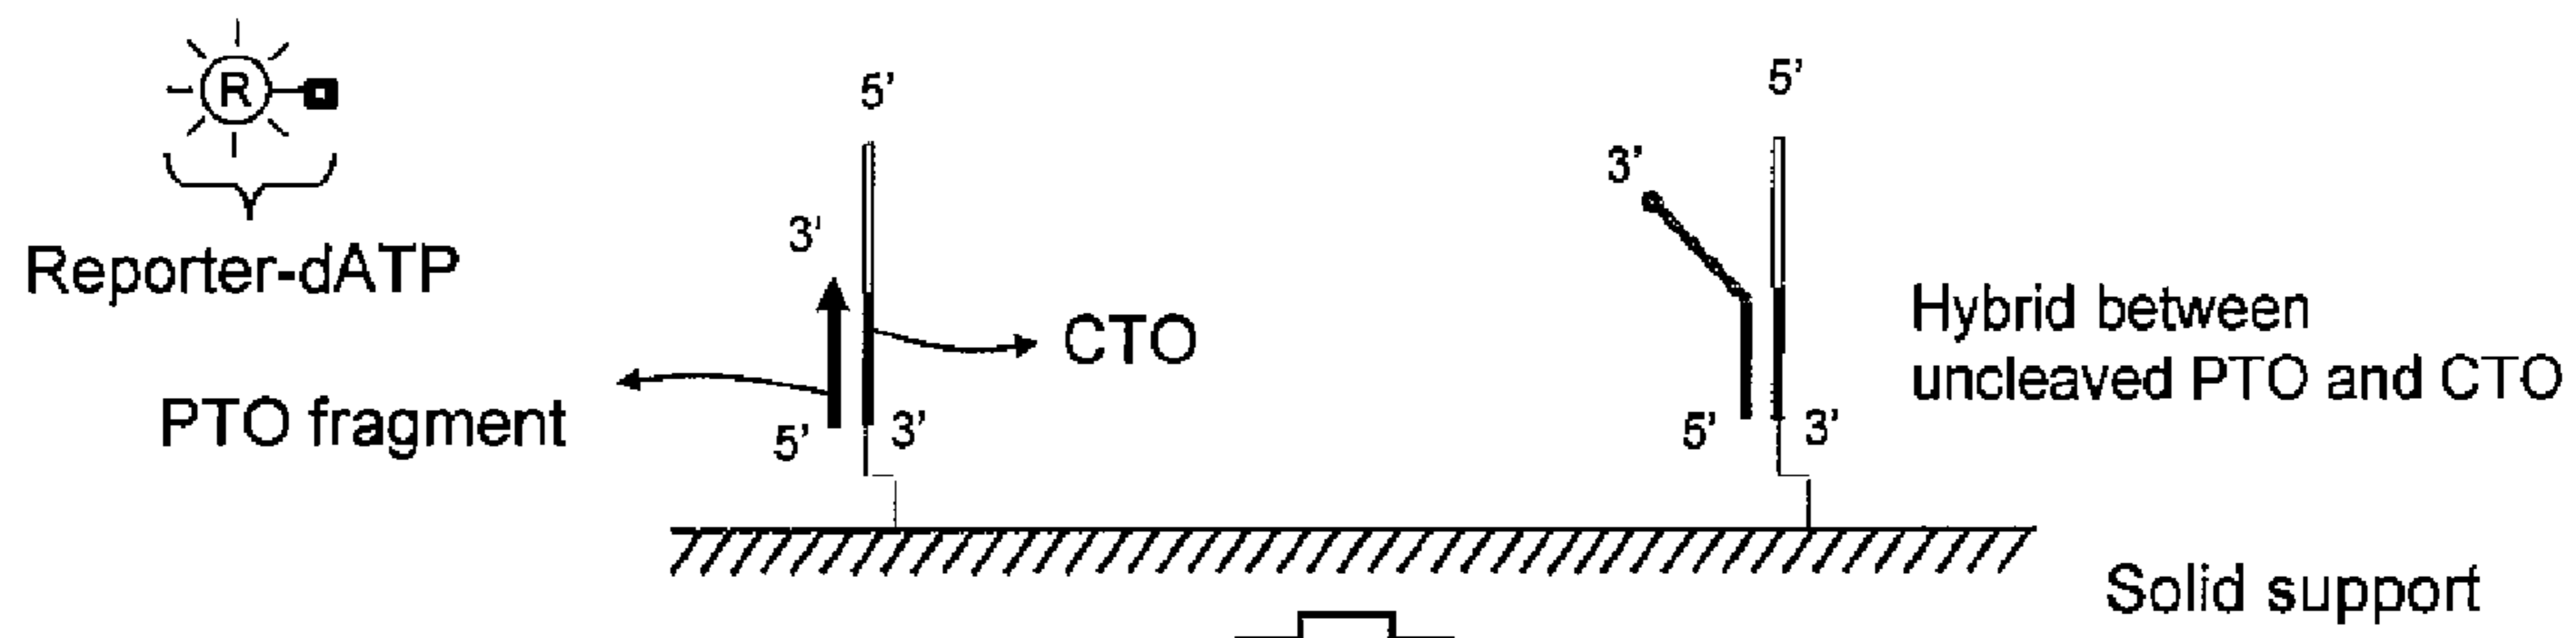 R
Reporter-dATP
5'
3'
CTO
PTO fragment
5'
3'
5'
3'
Hybrid between
uncleaved PTO and CTO
5'
3'
Solid support